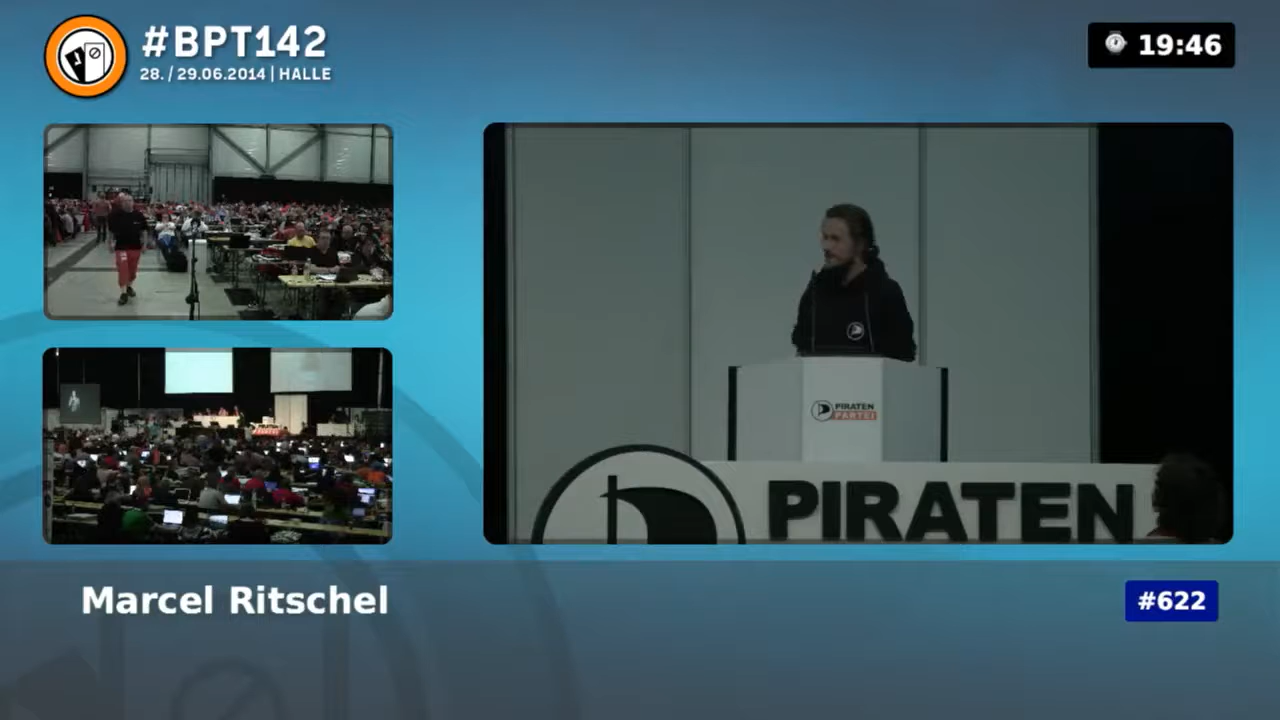 #BPT142
28. / 29.06.2014 | HALLE
19:46
PIRATEN
PARTEI
PIRATEN
Marcel Ritschel
#622